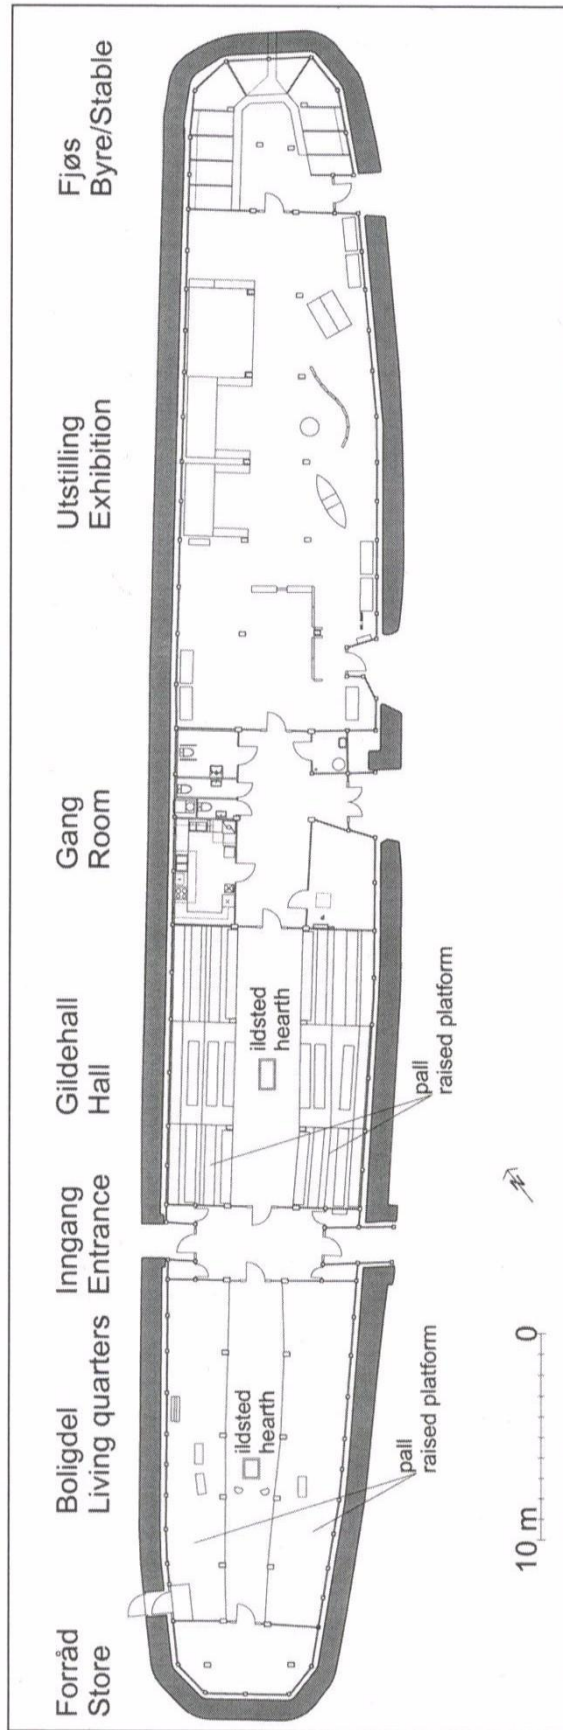 Forråd
Store
Boligdel
Living quarters
Inngang
Entrance
Gildehall
Hall
Gang
Room
Utstilling
Exhibition
Fjøs
Byre/Stable
ildsted
hearth
ildsted
hearth
pall
raised platform
pall
raised platform
10 m
0
N